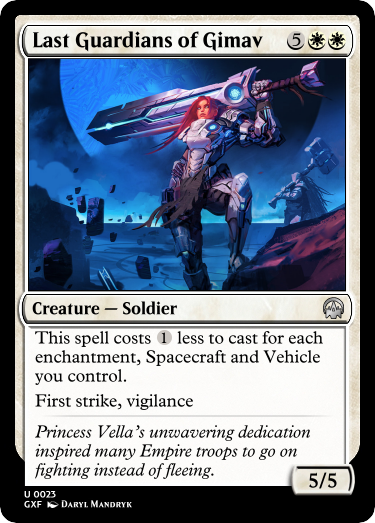 Last Guardians of Gimav 5
Creature — Soldier
This spell costs 1 less to cast for each
enchantment, Spacecraft and Vehicle
you control.
First strike, vigilance
Princess Vella's unwavering dedication
inspired many Empire troops to go on
fighting instead of fleeing.
5/5
U 0023
GXF Daryl Mandryk